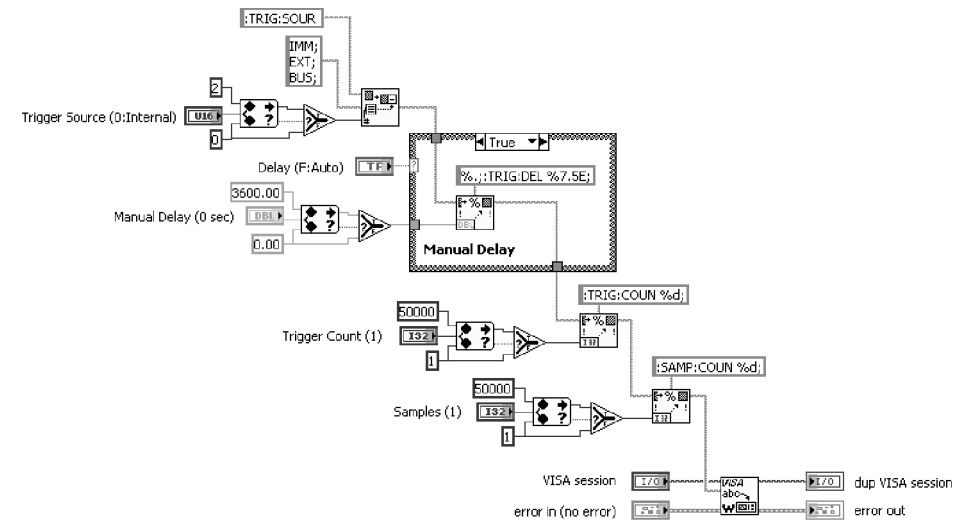 :TRIG:SOUR
IMM;
EXT;
BUS;
2
Trigger Source (0:Internal)
U16
?
?
0
#
True
Delay (F:Auto)
TF
?
%.;:TRIG:DEL %7.5E;
3600.00
Manual Delay (0 sec)
DBL
?
?
0.00
%
DBL
Manual Delay
:TRIG:COUN %d;
50000
Trigger Count (1)
I32
?
?
1
%
I32
:SAMP:COUN %d;
50000
Samples (1)
I32
?
?
1
%
I32
VISA session
I/O
VISA
abc
W
I/O
dup VISA session
error in (no error)
error out